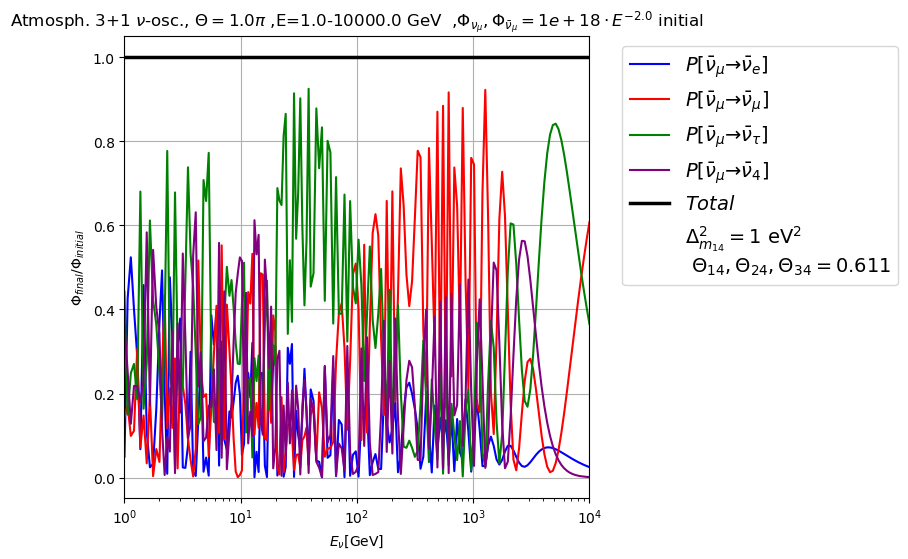 Atmosph. 3+1 ν-osc., Θ = 1.0π ,E=1.0-10000.0 GeV ,Φ_{ν_μ}, Φ_{ν̄_μ} = 1e + 18 · E^{−2.0} initial
1.0
0.8
0.6
0.4
0.2
0.0
Φ_{final}/Φ_{initial}
10^0
10^1
10^2
10^3
10^4
E_ν[GeV]
P[ν̄_μ→ν̄_e]
P[ν̄_μ→ν̄_μ]
P[ν̄_μ→ν̄_τ]
P[ν̄_μ→ν̄_4]
Total
Δ^2_{m_{14}} = 1 eV^2
Θ_{14}, Θ_{24}, Θ_{34} = 0.611